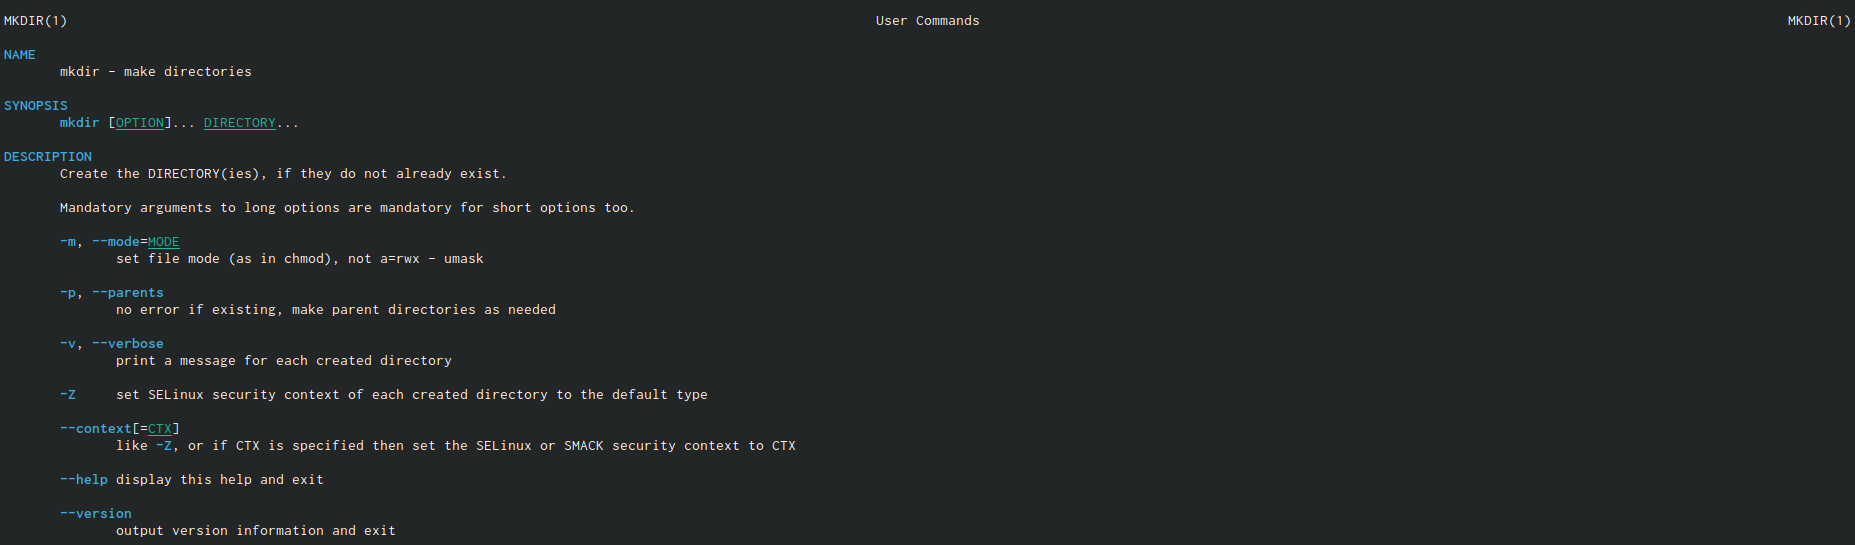 MKDIR(1) User Commands MKDIR(1)
NAME
mkdir - make directories
SYNOPSIS
mkdir [OPTION]... DIRECTORY...
DESCRIPTION
Create the DIRECTORY(ies), if they do not already exist.
Mandatory arguments to long options are mandatory for short options too.
-m, --mode=MODE
set file mode (as in chmod), not a=rwx - umask
-p, --parents
no error if existing, make parent directories as needed
-v, --verbose
print a message for each created directory
-Z set SELinux security context of each created directory to the default type
--context[=CTX]
like -Z, or if CTX is specified then set the SELinux or SMACK security context to CTX
--help display this help and exit
--version
output version information and exit